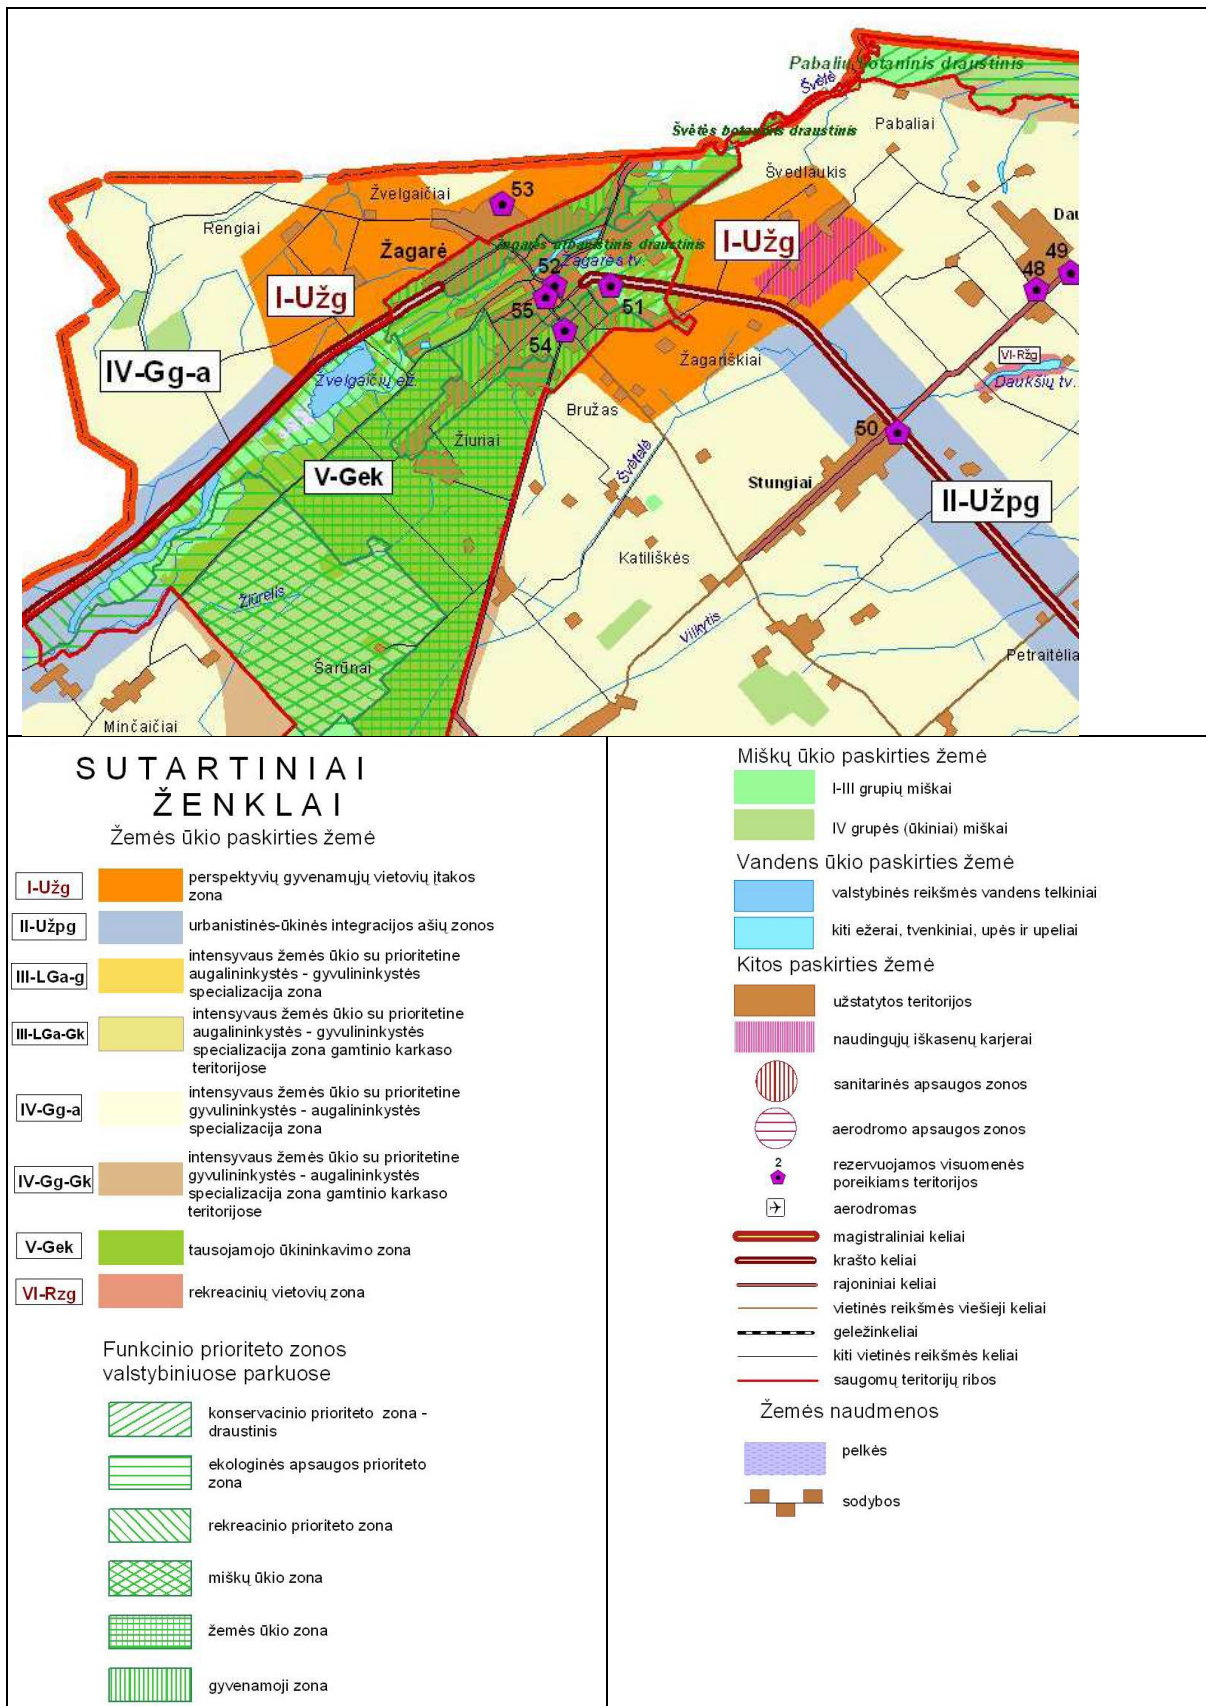 Pabalių botaninis draustinis
Švėtė
Švėtės botaninis draustinis
Pabaliai
Švedlaukis
53
Žvelgaičiai
Rengiai
Žagarė
Žagarės urbanistinis draustinis
I-Užg
Dau
49
48
52
Žagarės tv.
I-Užg
55
51
54
IV-Gg-a
Žvelgaičių ež.
Žagariškiai
VI-Ržg
Daukšių tv.
Bružas
50
Žiuriai
Švėtelė
V-Gek
Stungiai
II-Užpg
Katiliškės
Žiūrelis
Vilkytis
Šarūnai
Petraitėlia
Minčaičiai
SUTARTINIAI
ŽENKLAI
Žemės ūkio paskirties žemė
I-Užg
perspektyvių gyvenamųjų vietovių įtakos
zona
II-Užpg
urbanistinės-ūkinės integracijos ašių zonos
III-LGa-g
intensyvaus žemės ūkio su prioritetine
augalininkystės - gyvulininkystės
specializacija zona
III-LGa-Gk
intensyvaus žemės ūkio su prioritetine
augalininkystės - gyvulininkystės
specializacija zona gamtinio karkaso
teritorijose
IV-Gg-a
intensyvaus žemės ūkio su prioritetine
gyvulininkystės - augalininkystės
specializacija zona
IV-Gg-Gk
intensyvaus žemės ūkio su prioritetine
gyvulininkystės - augalininkystės
specializacija zona gamtinio karkaso
teritorijose
V-Gek
tausojamojo ūkininkavimo zona
VI-Rzg
rekreacinių vietovių zona
Funkcinio prioriteto zonos
valstybiniuose parkuose
konservacinio prioriteto zona -
draustinis
ekologinės apsaugos prioriteto
zona
rekreacinio prioriteto zona
miškų ūkio zona
žemės ūkio zona
gyvenamoji zona
Miškų ūkio paskirties žemė
I-III grupių miškai
IV grupės (ūkiniai) miškai
Vandens ūkio paskirties žemė
valstybinės reikšmės vandens telkiniai
kiti ežerai, tvenkiniai, upės ir upeliai
Kitos paskirties žemė
užstatytos teritorijos
naudingųjų iškasenų karjerai
sanitarinės apsaugos zonos
aerodromo apsaugos zonos
2
rezervuojamos visuomenės
poreikiams teritorijos
aerodromas
magistraliniai keliai
krašto keliai
rajoniniai keliai
vietinės reikšmės viešieji keliai
geležinkeliai
kiti vietinės reikšmės keliai
saugomų teritorijų ribos
Žemės naudmenos
pelkės
sodybos